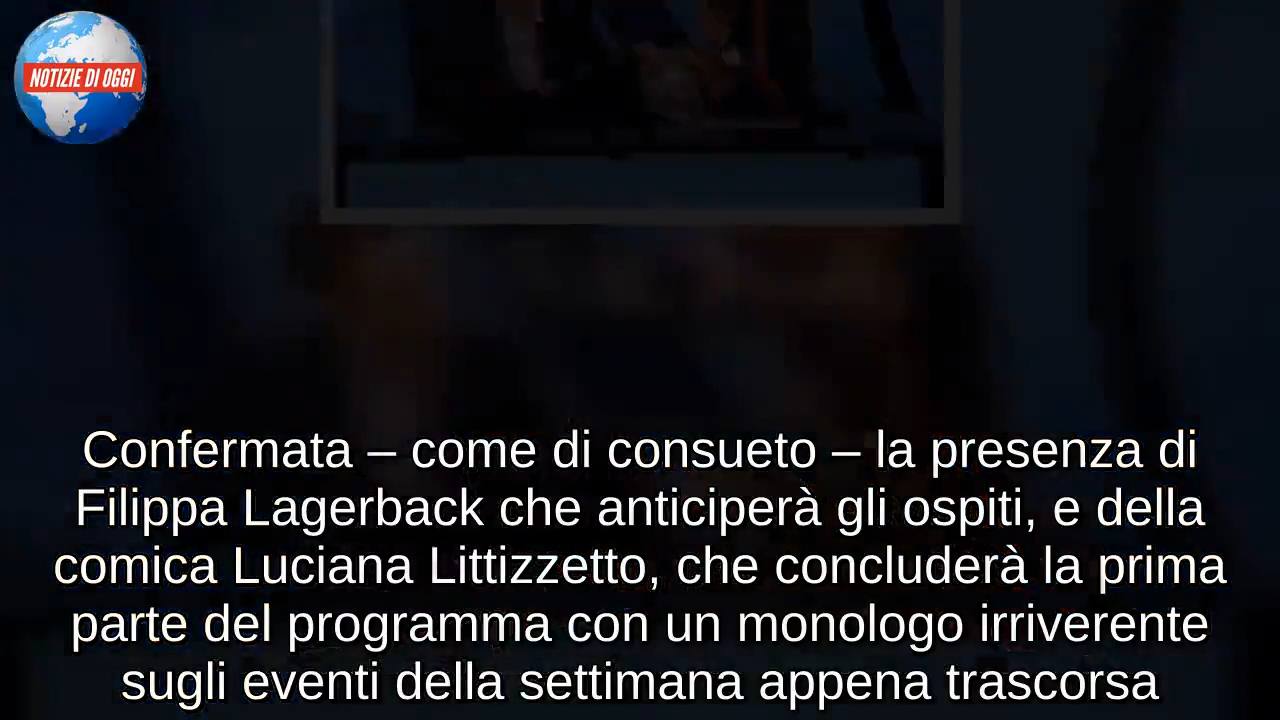 NOTIZIE DI OGGI
Confermata – come di consueto – la presenza di
Filippa Lagerback che anticiperà gli ospiti, e della
comica Luciana Littizzetto, che concluderà la prima
parte del programma con un monologo irriverente
sugli eventi della settimana appena trascorsa